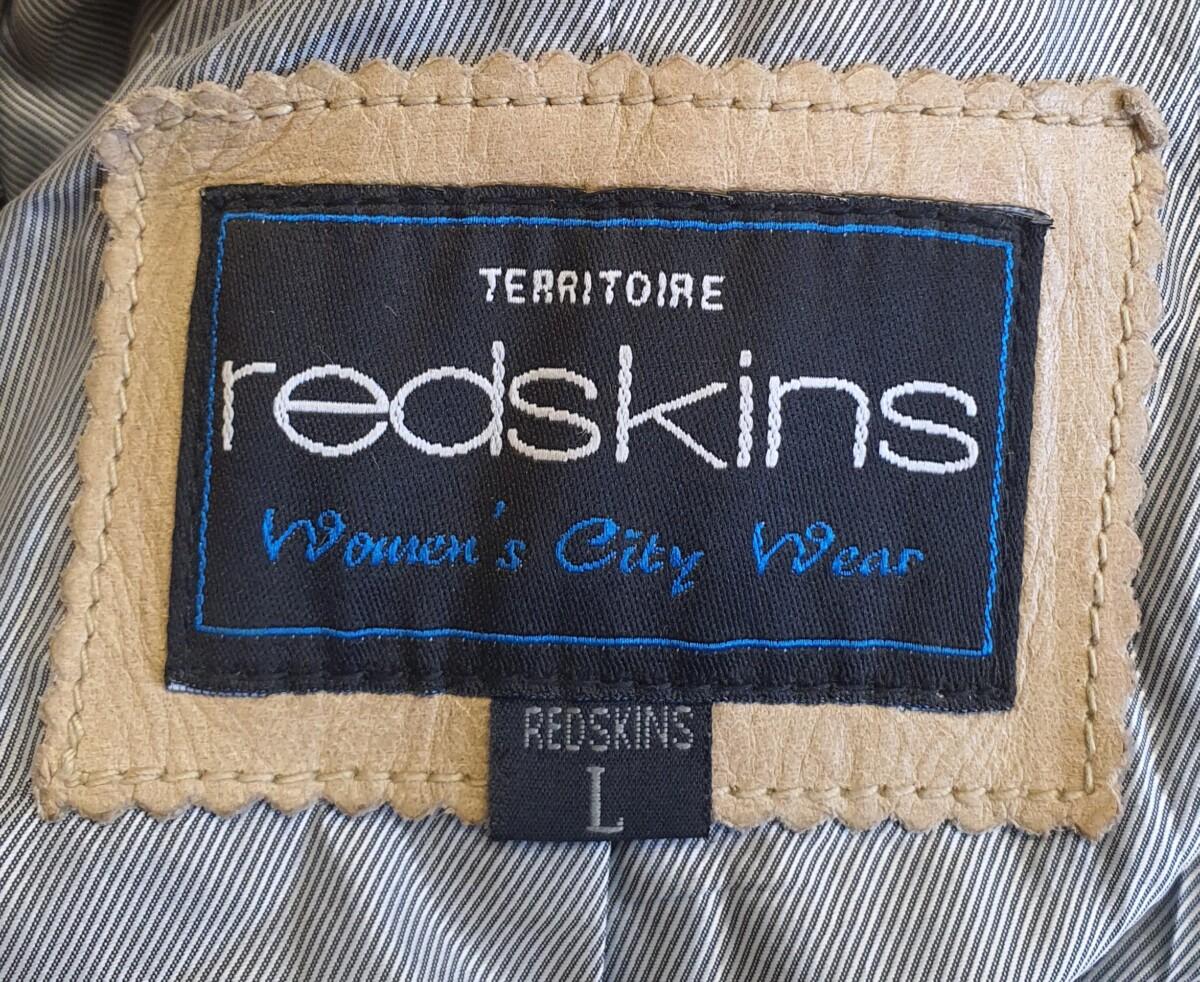 TERRITOIRE
redskins
Women's City Wear
REDSKINS
L